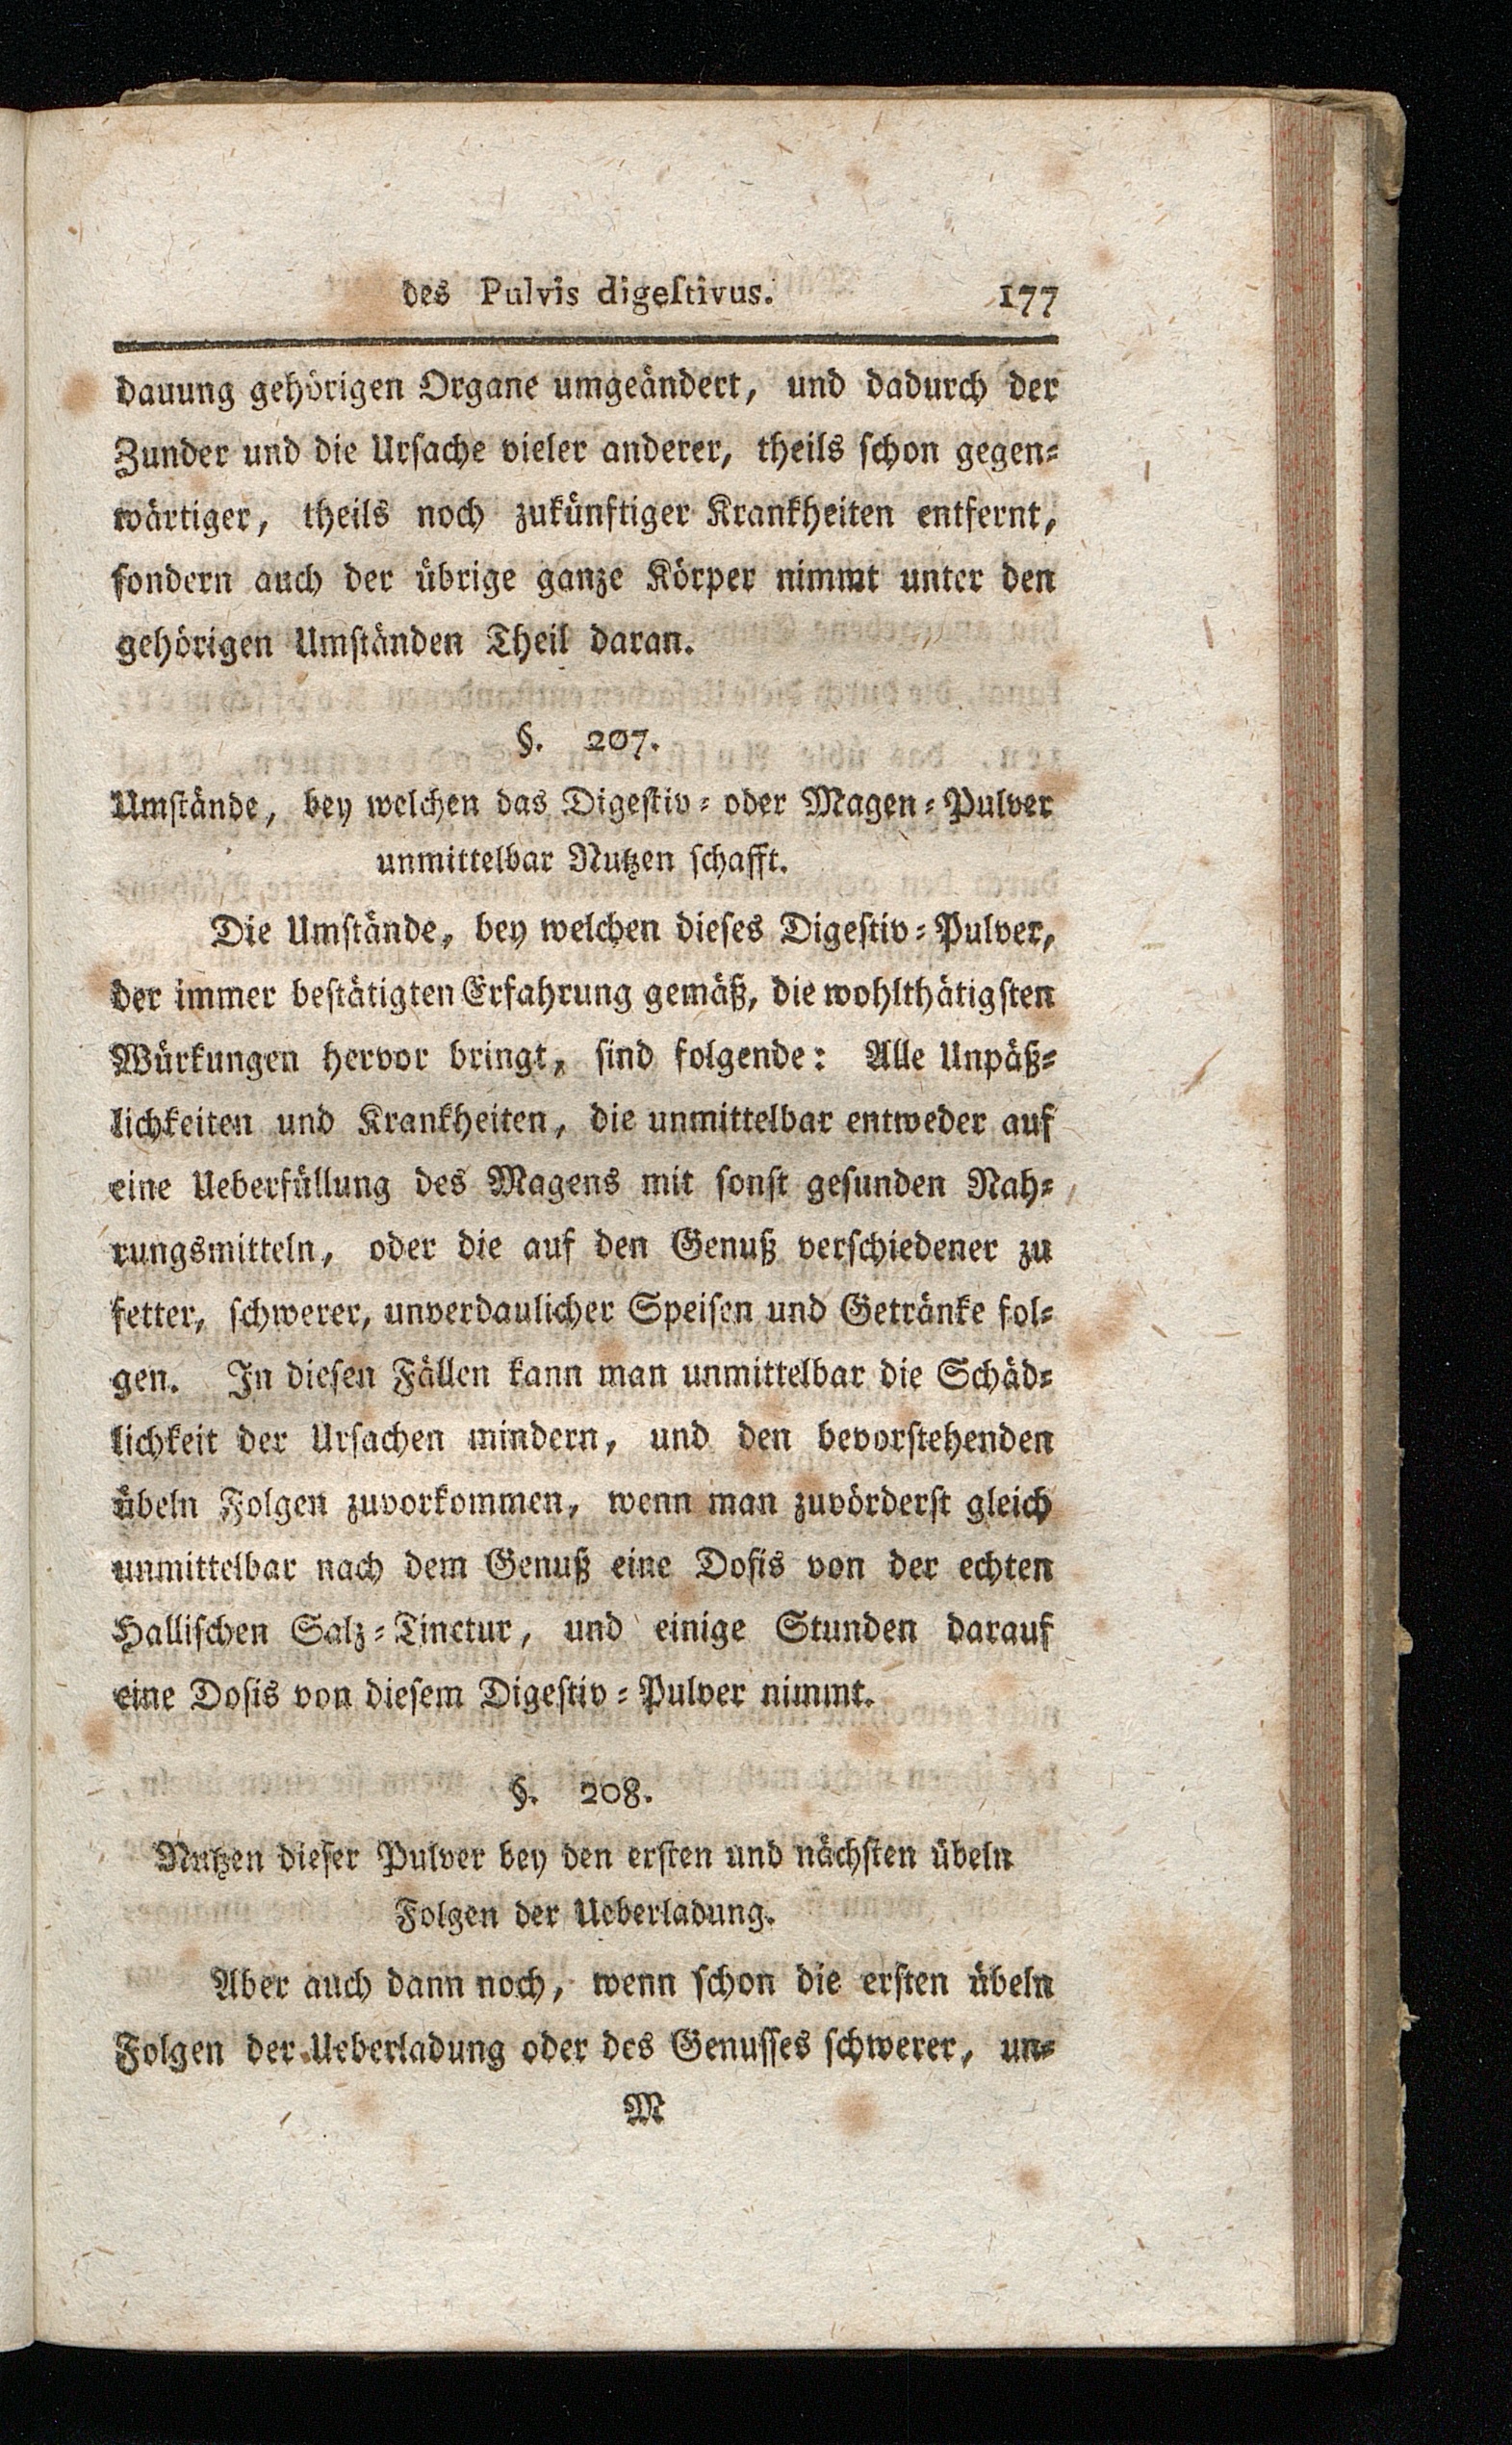 des Pulvis digeſtivus. 177
dauung gehörigen Organe umgeändert, und dadurch der
Zunder und die Urſache vieler anderer, theils ſchon gegen⸗
wärtiger, theils noch zukünftiger Krankheiten entfernt,
ſondern auch der übrige ganze Körper nimmt unter den
gehörigen Umſtänden Theil daran.
§. 207.
Umſtände, bey welchen das Digeſtiv⸗ oder Magen⸗Pulver
unmittelbar Nutzen ſchafft.
Die Umſtände, bey welchen dieſes Digeſtiv⸗Pulver,
der immer beſtätigten Erfahrung gemäß, die wohlthätigſten
Würkungen hervor bringt, ſind folgende: Alle Unpäß⸗
lichkeiten und Krankheiten, die unmittelbar entweder auf
eine Ueberfüllung des Magens mit ſonſt geſunden Nah⸗
rungsmitteln, oder die auf den Genuß verſchiedener zu
fetter, ſchwerer, unverdaulicher Speiſen und Getränke fol⸗
gen. In dieſen Fällen kann man unmittelbar die Schäd⸗
lichkeit der Urſachen mindern, und den bevorſtehenden
übeln Folgen zuvorkommen, wenn man zuvörderſt gleich
unmittelbar nach dem Genuß eine Doſis von der echten
Halliſchen Salz⸗Tinctur, und einige Stunden darauf
eine Doſis von dieſem Digeſtiv⸗Pulver nimmt.
§. 208.
Nutzen dieſer Pulver bey den erſten und nächſten übeln
Folgen der Ueberladung.
Aber auch dann noch, wenn ſchon die erſten übeln
Folgen der Ueberladung oder des Genuſſes ſchwerer, un⸗
M